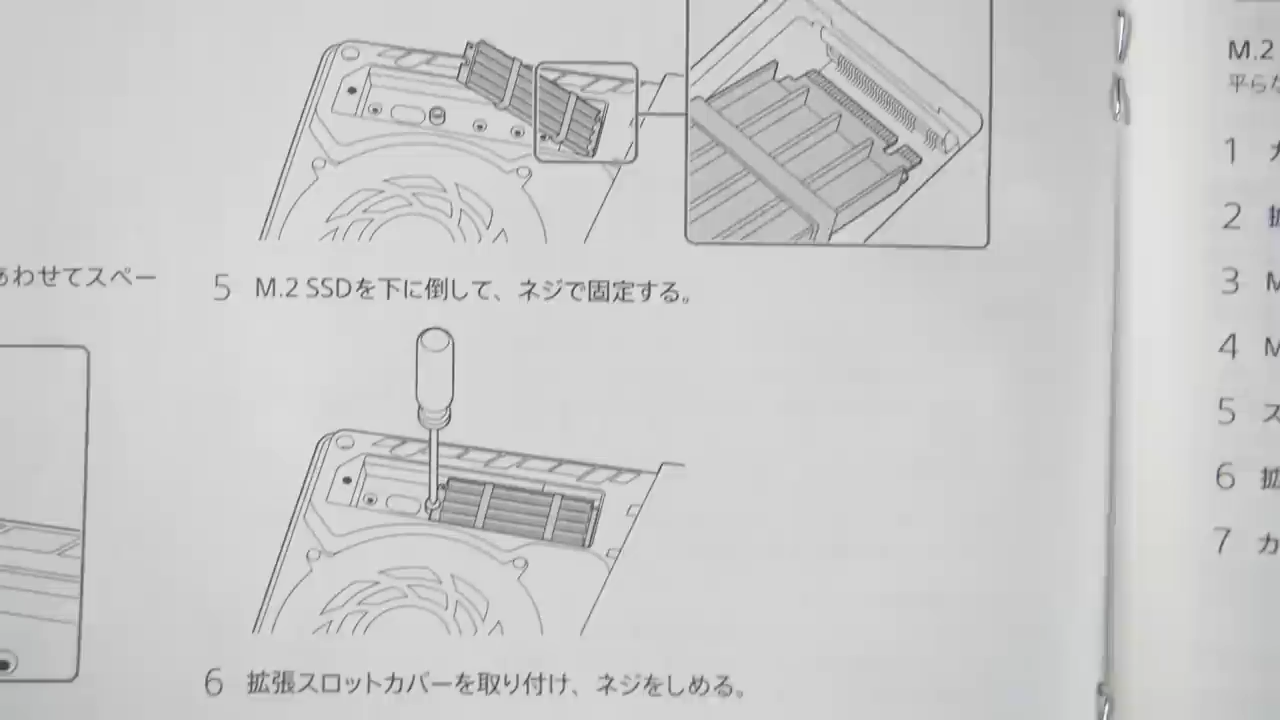 あわせてスペー
5 M.2 SSDを下に倒して、ネジで固定する。
6 拡張スロットカバーを取り付け、ネジをしめる。
M.2
平らな
1 カ
2 拡
3 M
4 M
5 ス
6 拡
7 カ